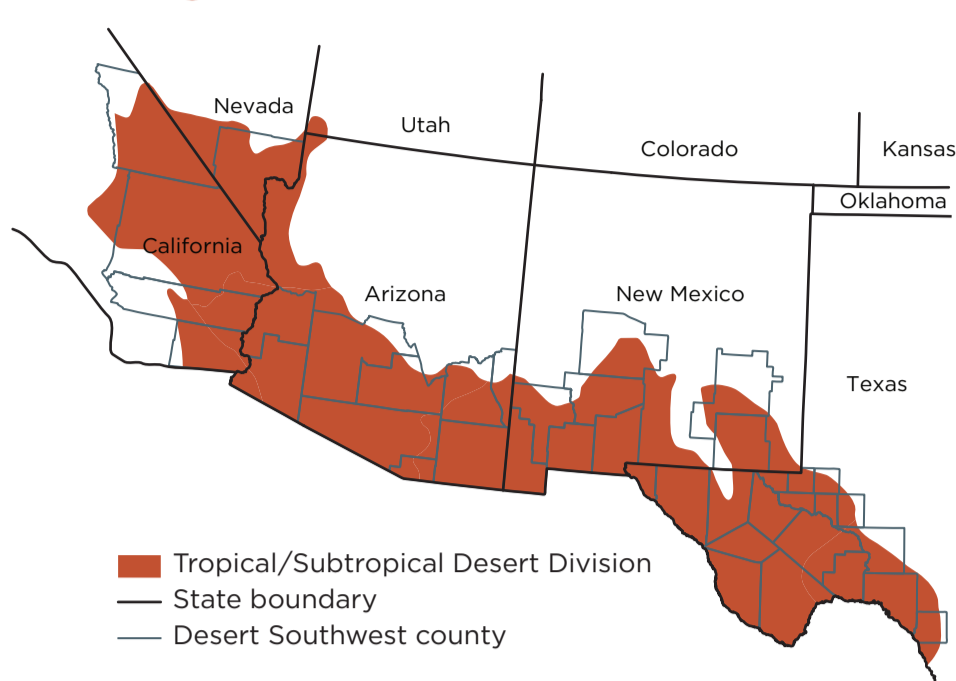 Nevada
Utah
Colorado
Kansas
Oklahoma
California
Arizona
New Mexico
Texas
Tropical/Subtropical Desert Division
State boundary
Desert Southwest county